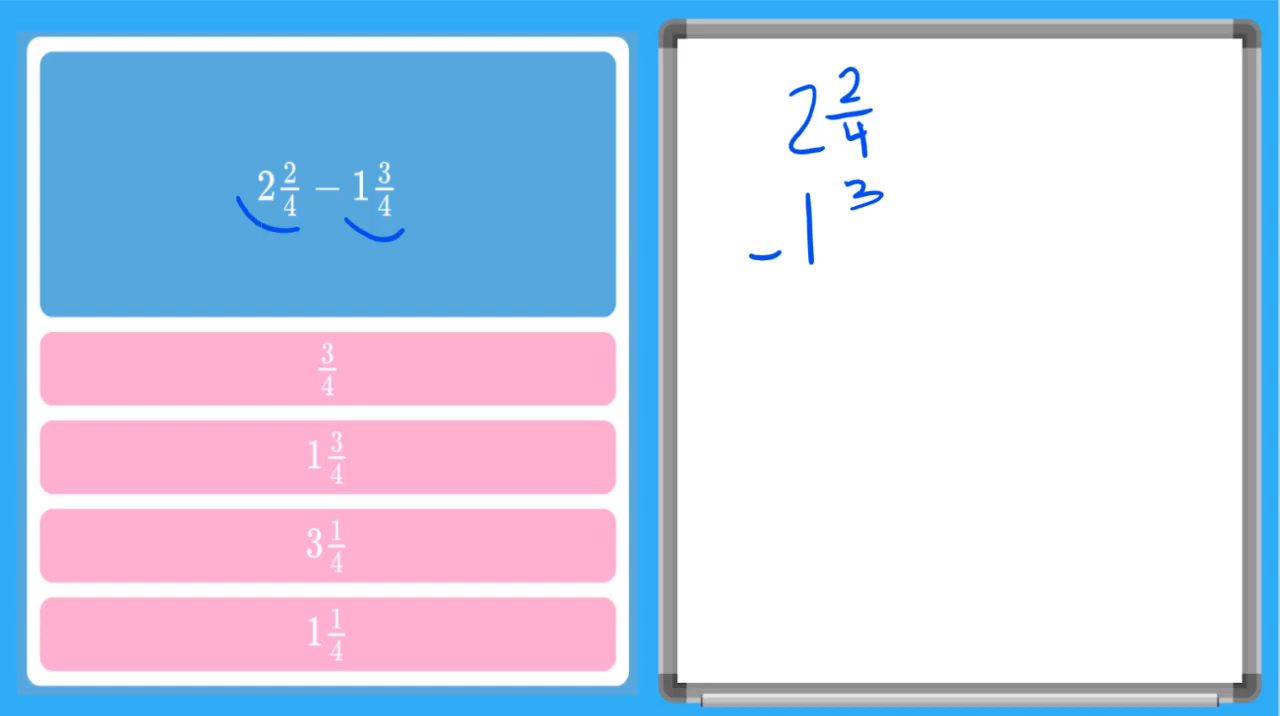 2 2/4 − 1 3/4
3/4
1 3/4
3 1/4
1 1/4
2 2/4
- 1 3